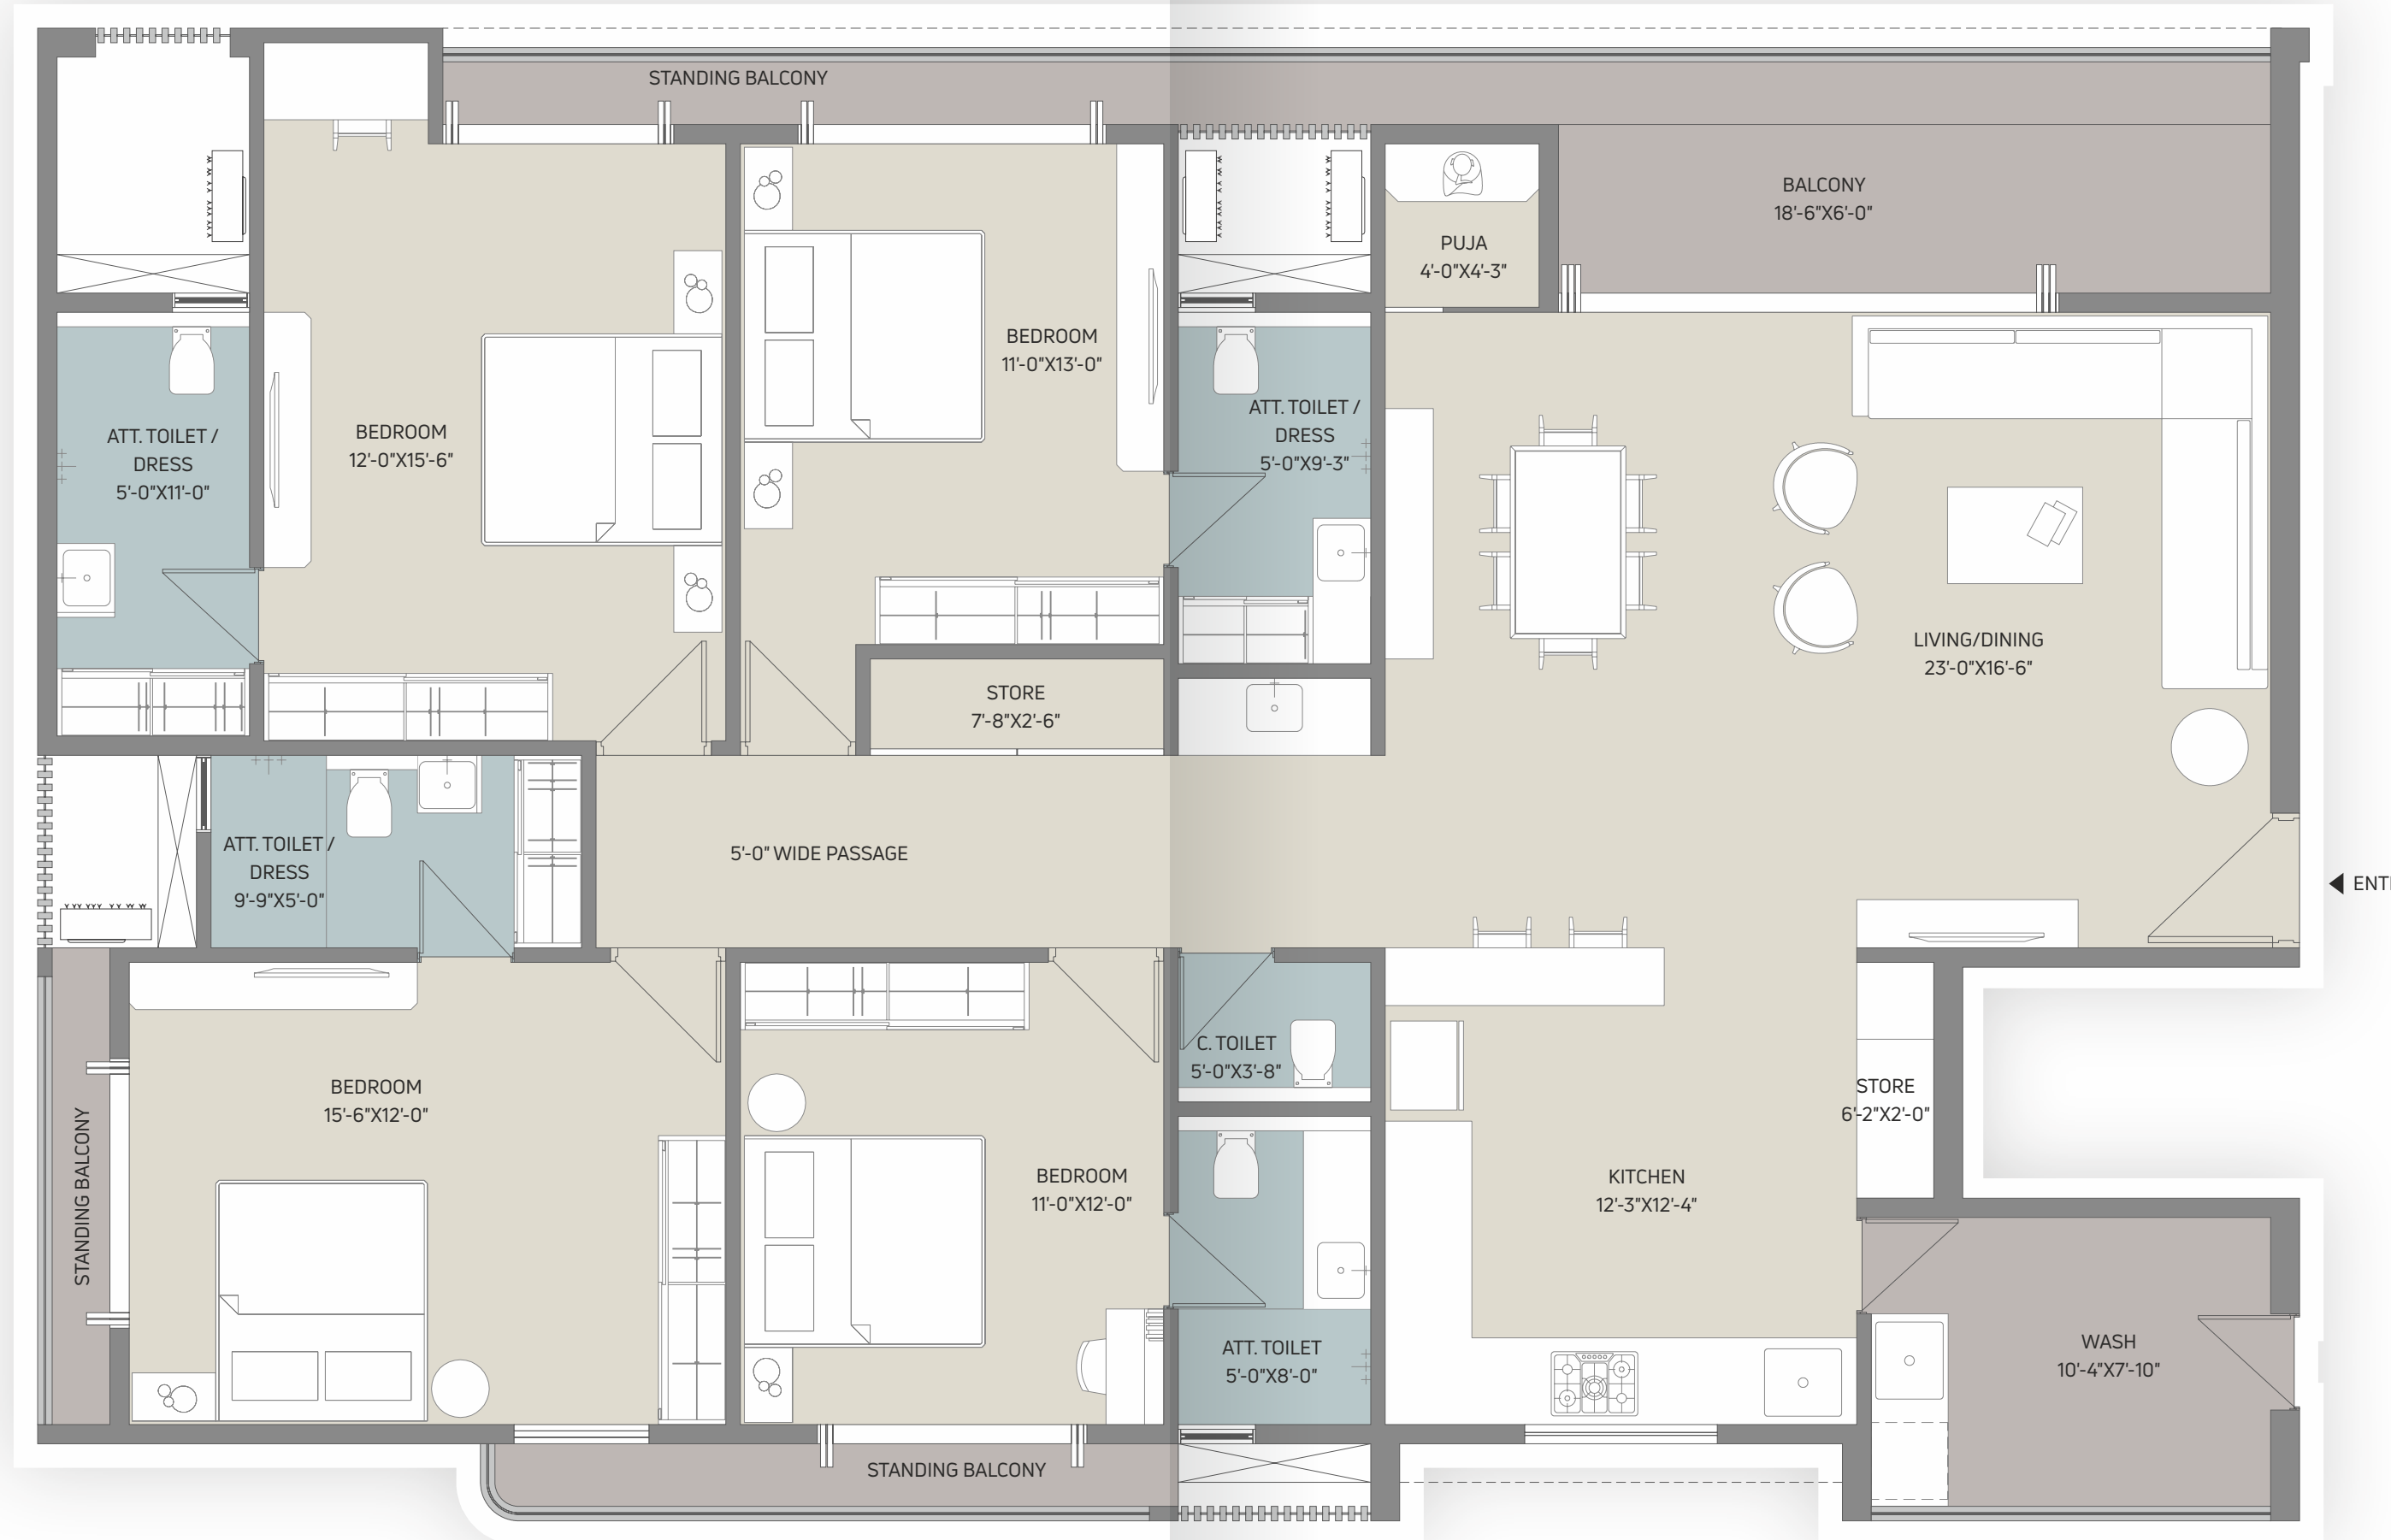 STANDING BALCONY
BALCONY
18'-6"X6'-0"
PUJA
4'-0"X4'-3"
BEDROOM
11'-0"X13'-0"
ATT. TOILET /
DRESS
5'-0"X9'-3"
BEDROOM
12'-0"X15'-6"
ATT. TOILET /
DRESS
5'-0"X11'-0"
LIVING/DINING
23'-0"X16'-6"
STORE
7'-8"X2'-6"
5'-0" WIDE PASSAGE
ATT. TOILET /
DRESS
9'-9"X5'-0"
ENT
C. TOILET
5'-0"X3'-8"
BEDROOM
15'-6"X12'-0"
STORE
6'-2"X2'-0"
BEDROOM
11'-0"X12'-0"
KITCHEN
12'-3"X12'-4"
STANDING BALCONY
ATT. TOILET
5'-0"X8'-0"
WASH
10'-4"X7'-10"
STANDING BALCONY